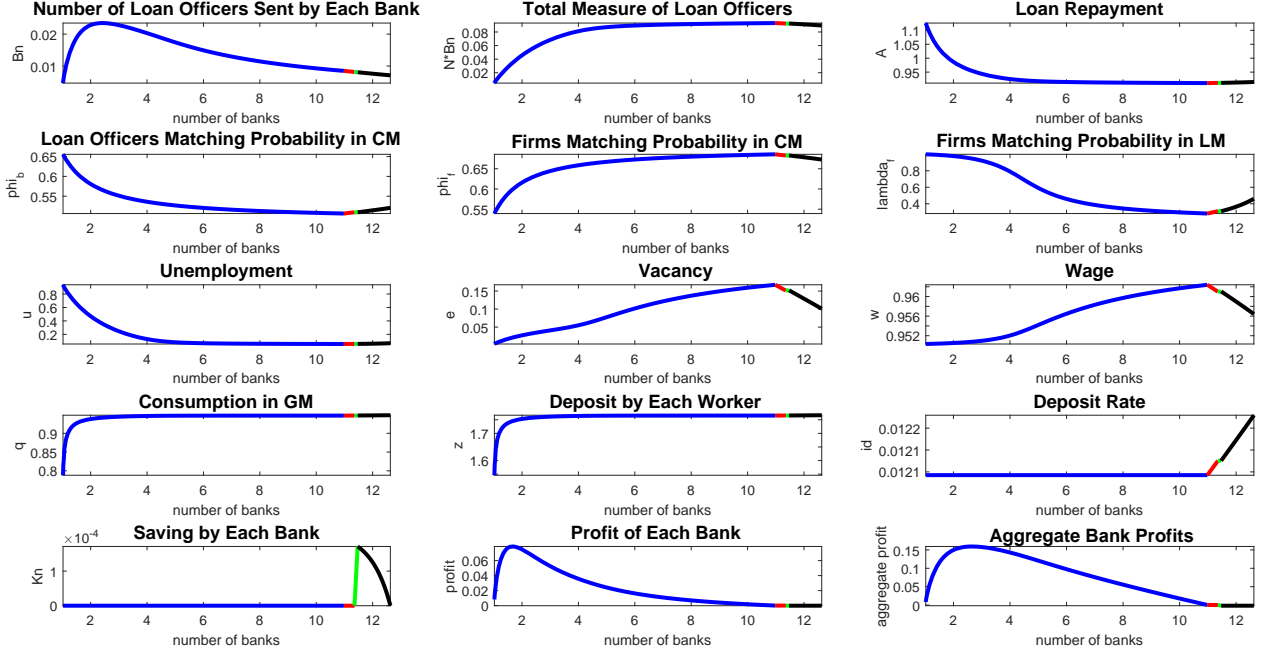 Number of Loan Officers Sent by Each Bank
Bn
0.02
0.01
2 4 6 8 10 12
number of banks
Total Measure of Loan Officers
N*Bn
0.08
0.06
0.04
0.02
2 4 6 8 10 12
number of banks
Loan Repayment
A
1.1
1.05
1
0.95
2 4 6 8 10 12
number of banks
Loan Officers Matching Probability in CM
phi_b
0.65
0.6
0.55
2 4 6 8 10 12
number of banks
Firms Matching Probability in CM
phi_f
0.65
0.6
0.55
2 4 6 8 10 12
number of banks
Firms Matching Probability in LM
lambda_f
0.8
0.6
0.4
2 4 6 8 10 12
number of banks
Unemployment
u
0.8
0.6
0.4
0.2
2 4 6 8 10 12
number of banks
Vacancy
e
0.15
0.1
0.05
2 4 6 8 10 12
number of banks
Wage
w
0.96
0.956
0.952
2 4 6 8 10 12
number of banks
Consumption in GM
q
0.9
0.85
0.8
2 4 6 8 10 12
number of banks
Deposit by Each Worker
z
1.7
1.6
2 4 6 8 10 12
number of banks
Deposit Rate
id
0.0122
0.0121
0.0121
2 4 6 8 10 12
number of banks
Saving by Each Bank
×10-4
Kn
1
0
2 4 6 8 10 12
number of banks
Profit of Each Bank
profit
0.06
0.04
0.02
0
2 4 6 8 10 12
number of banks
Aggregate Bank Profits
aggregate profit
0.15
0.1
0.05
0
2 4 6 8 10 12
number of banks